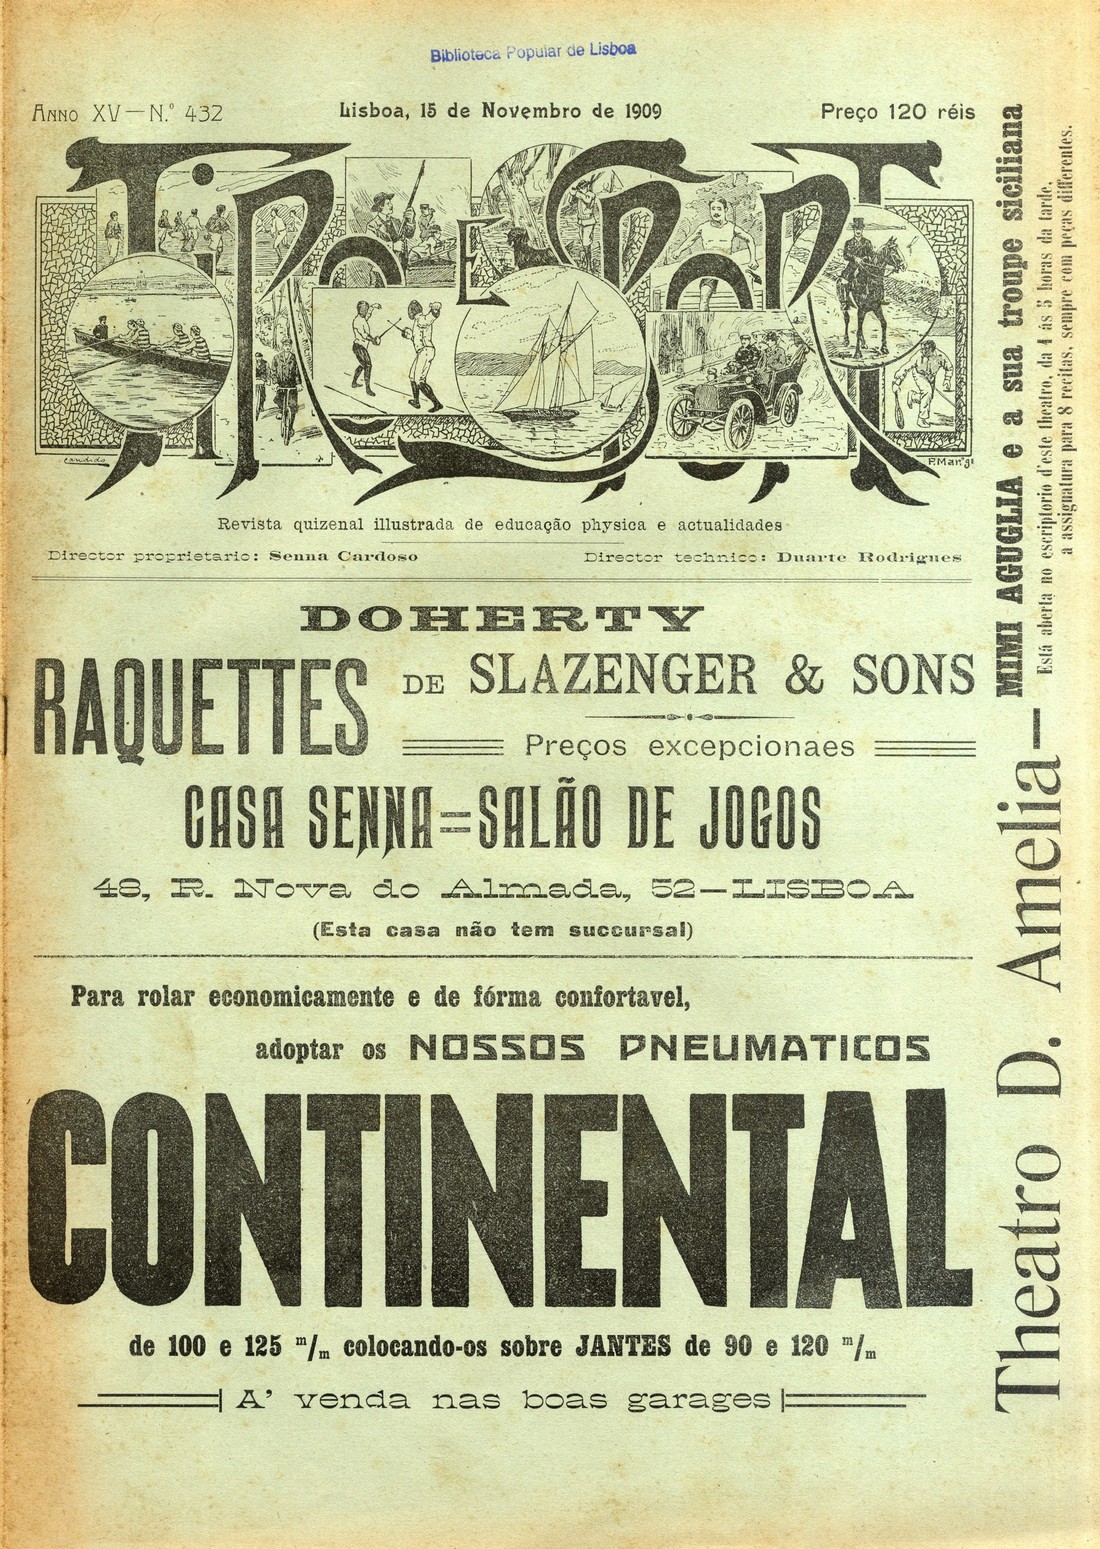 Biblioteca Popular de Lisboa
ANNO XV — N.º 432
Lisboa, 15 de Novembro de 1909
Preço 120 réis
TIRO E SPORT
Candido
P. Mar.gi
Revista quizenal illustrada de educação physica e actualidades
Director proprietario: Senna Cardoso
Director technico: Duarte Rodrigues
DOHERTY
RAQUETTES DE SLAZENGER & SONS
Preços excepcionaes
CASA SENNA=SALÃO DE JOGOS
48, R. Nova do Almada, 52—LISBOA
(Esta casa não tem succursal)
Para rolar economicamente e de fórma confortavel,
adoptar os NOSSOS PNEUMATICOS
CONTINENTAL
de 100 e 125 m/m colocando-os sobre JANTES de 90 e 120 m/m
A' venda nas boas garages
Theatro D. Amelia—
MIMI AGUGLIA e a sua troupe siciliana
Está aberta no escriptorio d'este theatro, da 1 ás 5 horas da tarde,
a assignatura para 8 recitas, sempre com peças differentes.